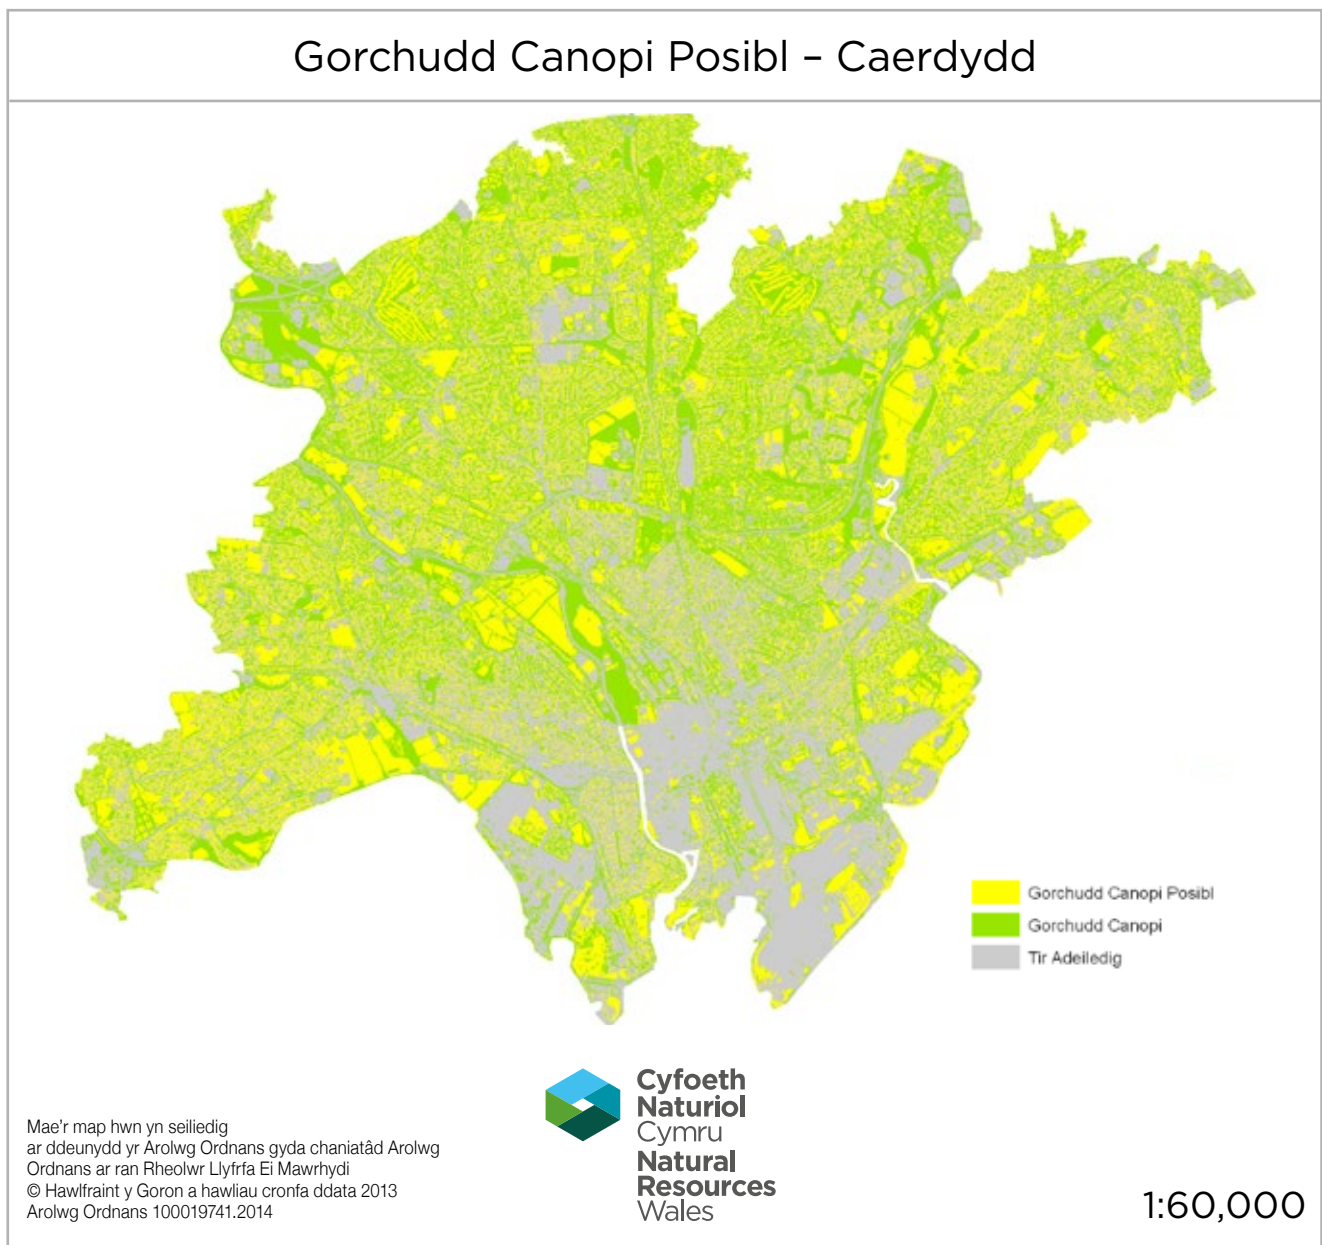 Gorchudd Canopi Posibl – Caerdydd
Gorchudd Canopi Posibl
Gorchudd Canopi
Tir Adeiledig
Mae'r map hwn yn seiliedig
ar ddeunydd yr Arolwg Ordnans gyda chaniatâd Arolwg
Ordnans ar ran Rheolwr Llyfrfa Ei Mawrhydi
© Hawlfraint y Goron a hawliau cronfa ddata 2013
Arolwg Ordnans 100019741.2014
Cyfoeth
Naturiol
Cymru
Natural
Resources
Wales
1:60,000